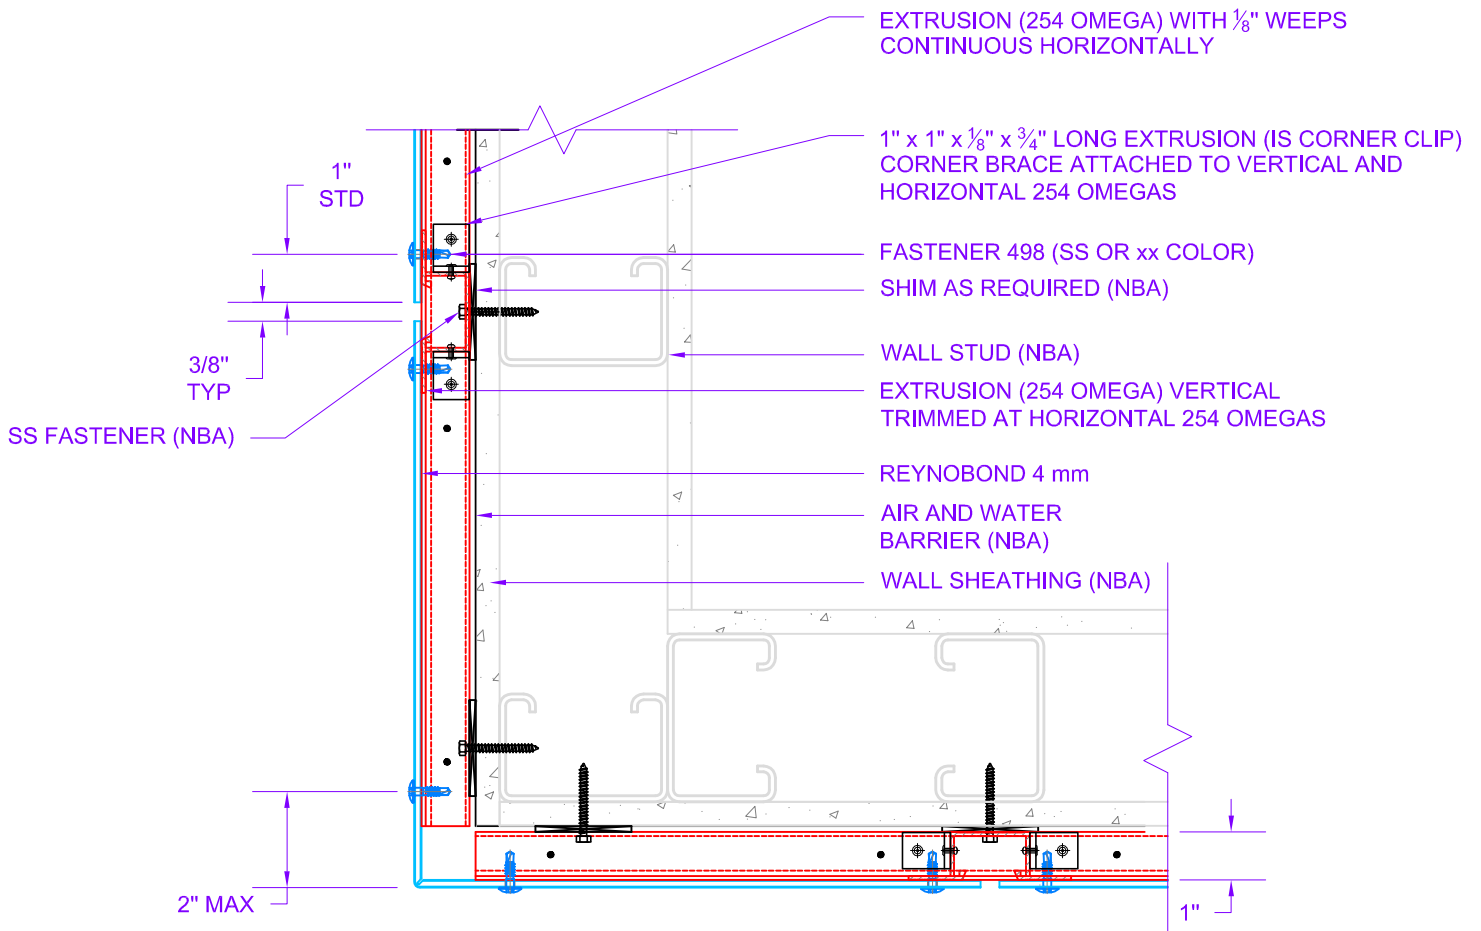 EXTRUSION (254 OMEGA) WITH ⅛" WEEPS
CONTINUOUS HORIZONTALLY
1" x 1" x ⅛" x ¾" LONG EXTRUSION (IS CORNER CLIP)
CORNER BRACE ATTACHED TO VERTICAL AND
HORIZONTAL 254 OMEGAS
1"
STD
FASTENER 498 (SS OR xx COLOR)
SHIM AS REQUIRED (NBA)
WALL STUD (NBA)
3/8"
TYP
EXTRUSION (254 OMEGA) VERTICAL
TRIMMED AT HORIZONTAL 254 OMEGAS
SS FASTENER (NBA)
REYNOBOND 4 mm
AIR AND WATER
BARRIER (NBA)
WALL SHEATHING (NBA)
2" MAX
1"